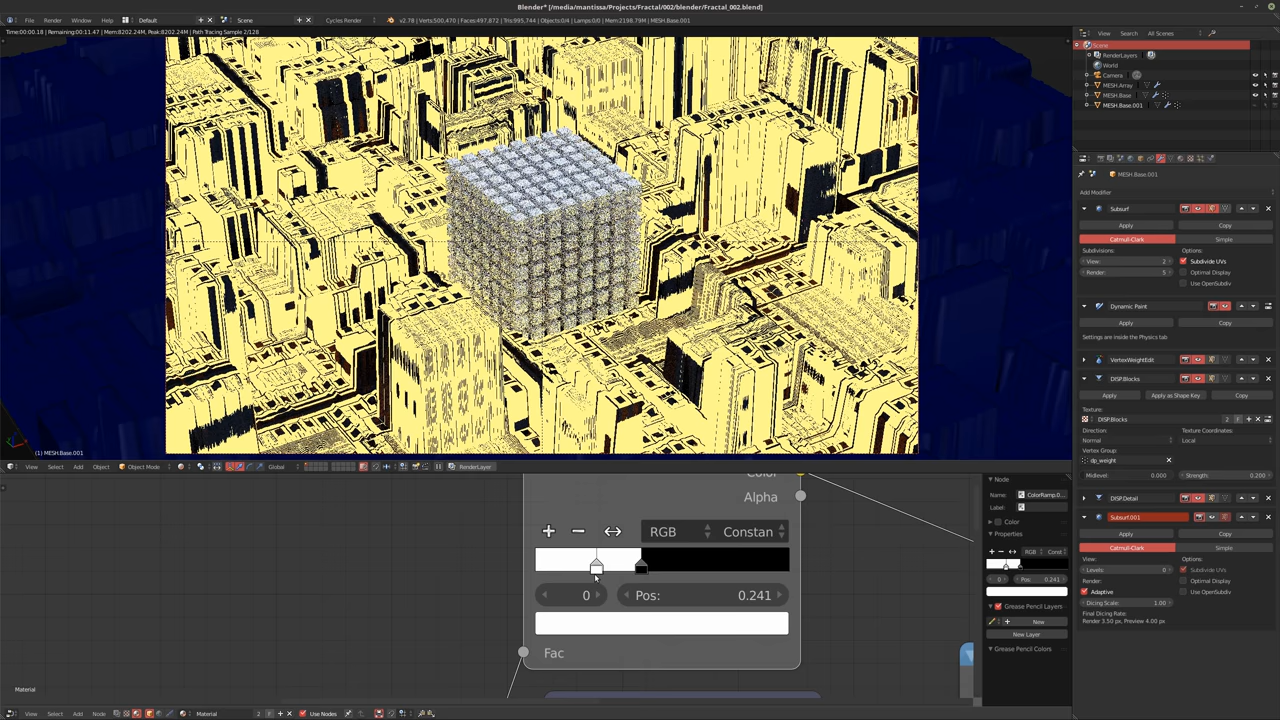 Blender* [/media/mantissa/Projects/Fractal/002/blender/Fractal_002.blend]
File Render Window Help Default Scene Cycles Render v2.78 | Verts:500,470 | Faces:497,872 | Tris:995,744 | Objects:0/4 | Lamps:0/0 | Mem:2198.79M | MESH.Base.001
Time:00:00.18 | Remaining:00:11.47 | Mem:8202.24M, Peak:8202.24M | Path Tracing Sample 2/128
View Search All Scenes
Scene
RenderLayers
World
Camera
MESH.Array
MESH.Base
MESH.Base.001
MESH.Base.001
Add Modifier
Subsurf
Apply Copy
Catmull-Clark Simple
Subdivisions: Options:
View: 2 Subdivide UVs
Render: 5 Optimal Display
Use OpenSubdiv
Dynamic Paint
Apply Copy
Settings are inside the Physics tab
VertexWeightEdit
DISP.Blocks
Apply Apply as Shape Key Copy
Texture:
DISP.Blocks 2 F
Direction: Texture Coordinates:
Normal Local
Vertex Group:
dp_weight
Midlevel: 0.000 Strength: 0.200
DISP.Detail
Subsurf.001
Apply Copy
Catmull-Clark Simple
View: Options:
Levels: 0 Subdivide UVs
Render: Optimal Display
Adaptive Use OpenSubdiv
Dicing Scale: 1.00
Final Dicing Rate:
Render 3.50 px, Preview 4.00 px
(1) MESH.Base.001
View Select Add Object Object Mode Global RenderLayer
Color
Alpha
RGB Constan
0 Pos: 0.241
Fac
Node
Name: ColorRamp.0...
Label:
Color
Properties
RGB Const
0 Pos: 0.241
Grease Pencil Layers
New
New Layer
Grease Pencil Colors
Material
View Select Add Node Material 2 F Use Nodes